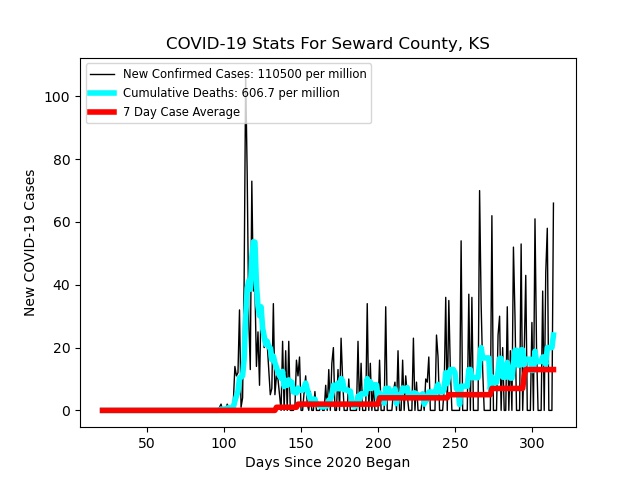 COVID-19 Stats For Seward County, KS
New Confirmed Cases: 110500 per million
Cumulative Deaths: 606.7 per million
7 Day Case Average
100
80
60
40
20
0
New COVID-19 Cases
50 100 150 200 250 300
Days Since 2020 Began